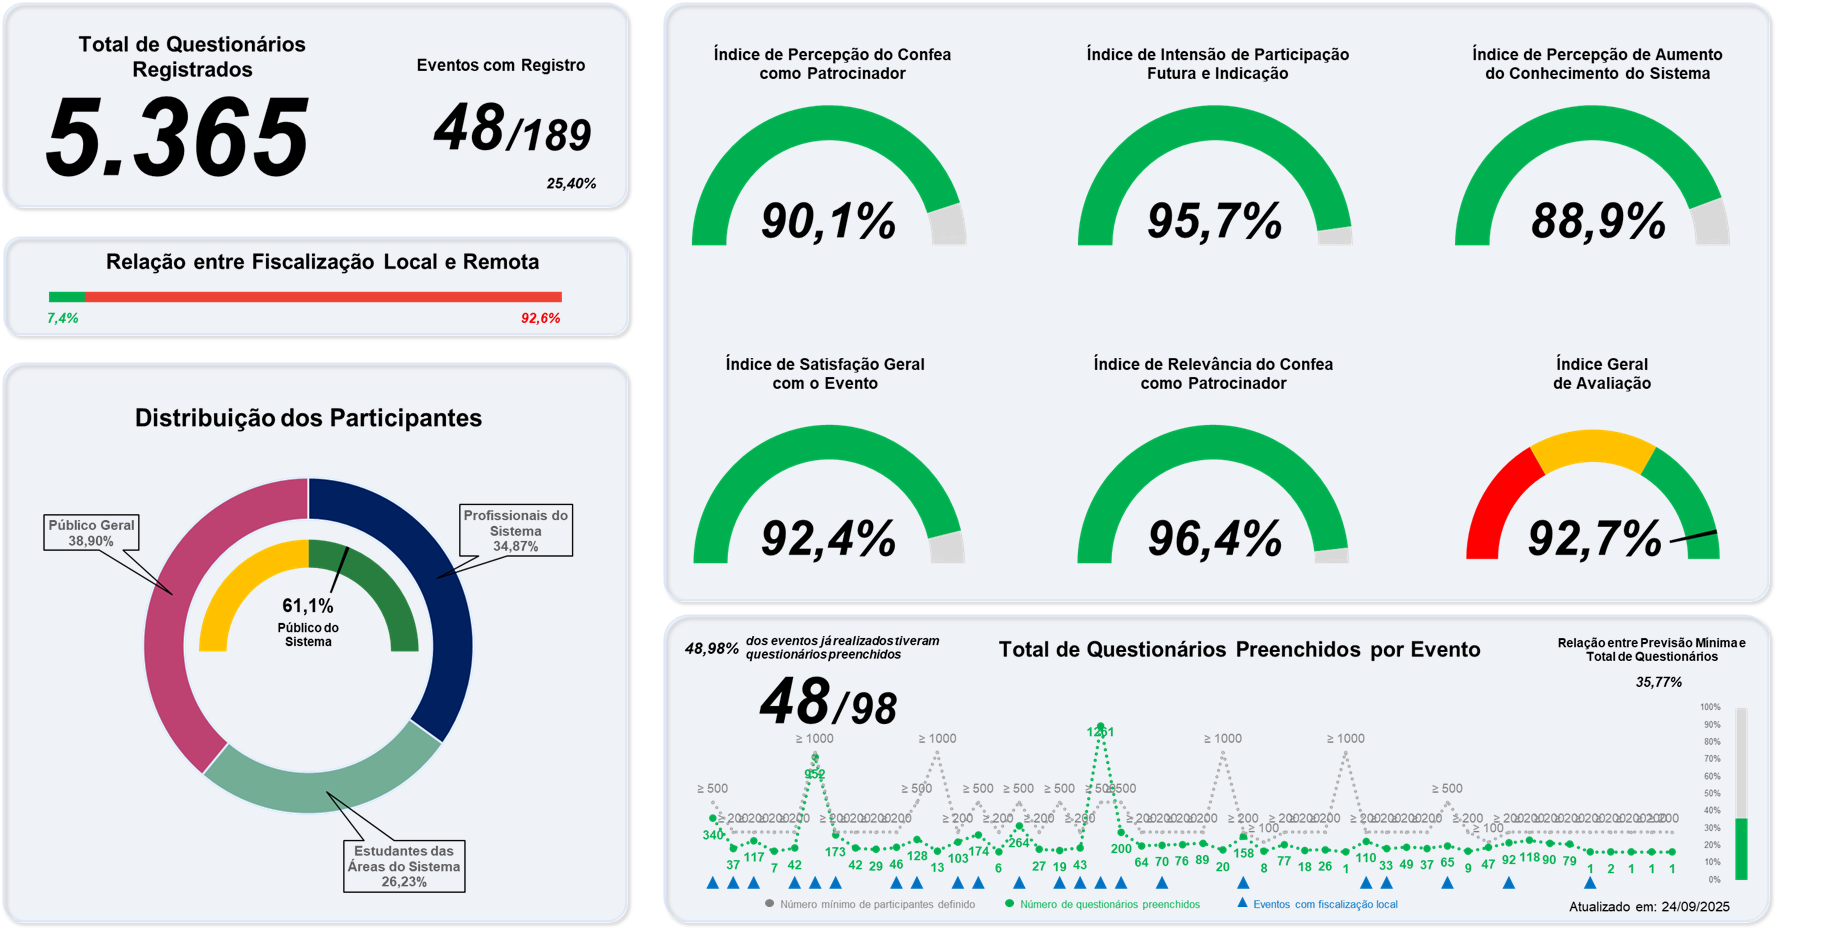 Total de Questionários
Registrados
5.365
Eventos com Registro
48/189
25,40%
Relação entre Fiscalização Local e Remota
7,4%
92,6%
Distribuição dos Participantes
Público Geral
38,90%
Profissionais do
Sistema
34,87%
61,1%
Público do
Sistema
Estudantes das
Áreas do Sistema
26,23%
Índice de Percepção do Confea
como Patrocinador
90,1%
Índice de Intensão de Participação
Futura e Indicação
95,7%
Índice de Percepção de Aumento
do Conhecimento do Sistema
88,9%
Índice de Satisfação Geral
com o Evento
92,4%
Índice de Relevância do Confea
como Patrocinador
96,4%
Índice Geral
de Avaliação
92,7%
48,98%
dos eventos já realizados tiveram
questionários preenchidos
48/98
Total de Questionários Preenchidos por Evento
Relação entre Previsão Mínima e
Total de Questionários
35,77%
100%
90%
80%
70%
60%
50%
40%
30%
20%
10%
0%
≥ 1000 ≥ 1000 ≥ 1000 ≥ 1000
≥ 500 ≥ 500 ≥ 500 ≥ 500 ≥ 500 ≥ 500
340 37 117 7 42 952 173 42 29 46 128 13 103 174 6 264 27 19 43 1261 200 64 70 76 89 20 158 8 77 18 26 1 110 33 49 37 65 9 47 92 118 90 79 1 2 1 1 1
Número mínimo de participantes definido
Número de questionários preenchidos
Eventos com fiscalização local
Atualizado em: 24/09/2025